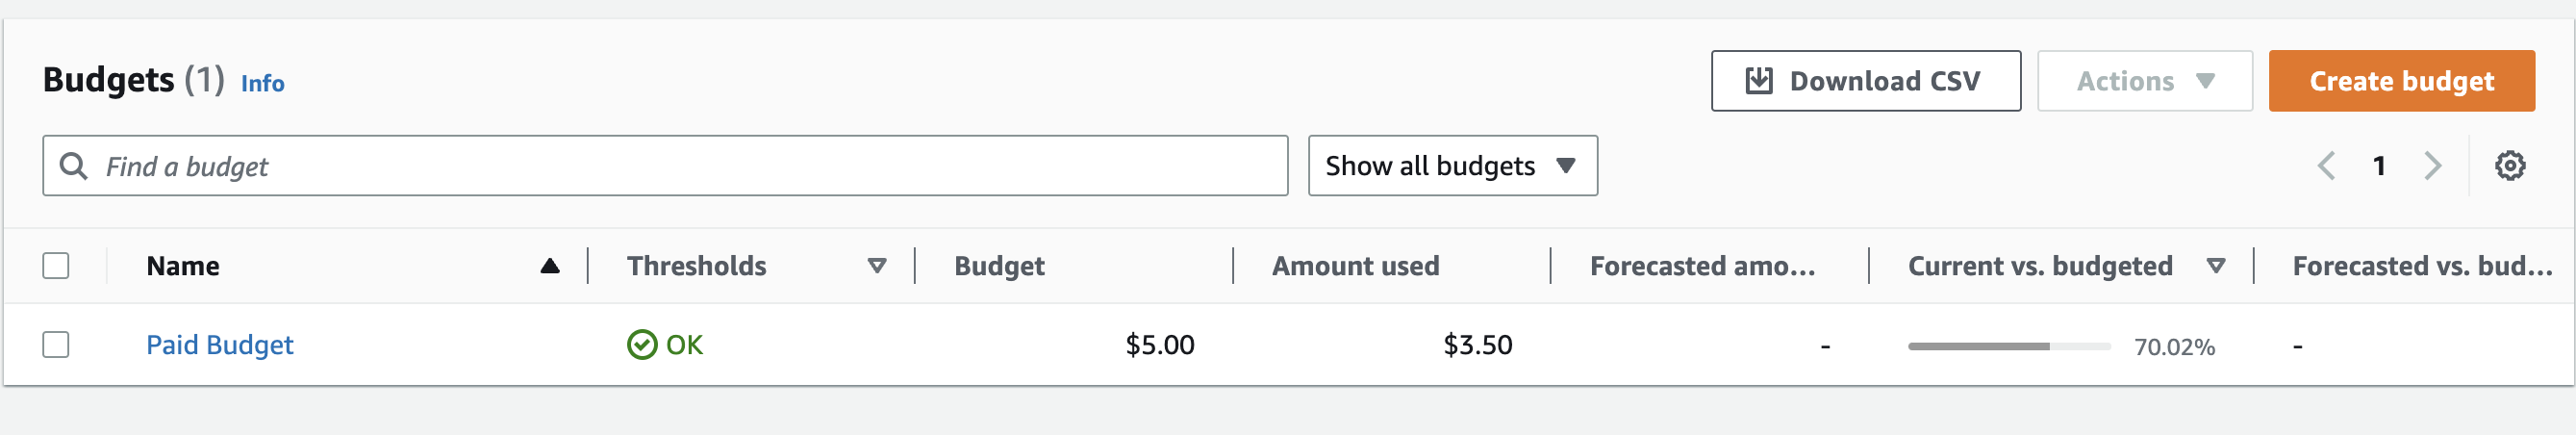 Budgets (1) Info
Download CSV
Actions
Create budget
Find a budget
Show all budgets
1
Name Thresholds Budget Amount used Forecasted amo... Current vs. budgeted Forecasted vs. bud...
Paid Budget OK $5.00 $3.50 - 70.02% -